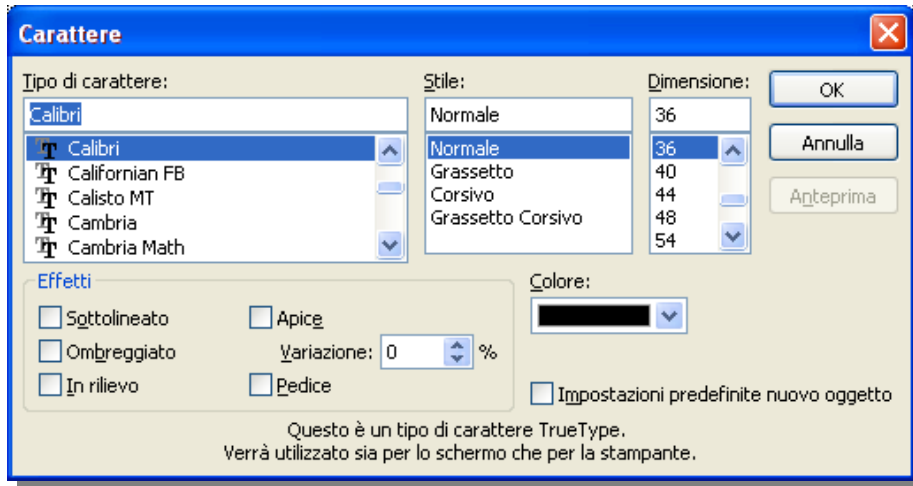 Carattere
Tipo di carattere:
Stile:
Dimensione:
Calibri
Normale
36
OK
Calibri
Californian FB
Calisto MT
Cambria
Cambria Math
Normale
Grassetto
Corsivo
Grassetto Corsivo
36
40
44
48
54
Annulla
Anteprima
Effetti
Sottolineato
Ombreggiato
In rilievo
Apice
Variazione: 0 %
Pedice
Colore:
Impostazioni predefinite nuovo oggetto
Questo è un tipo di carattere TrueType.
Verrà utilizzato sia per lo schermo che per la stampante.